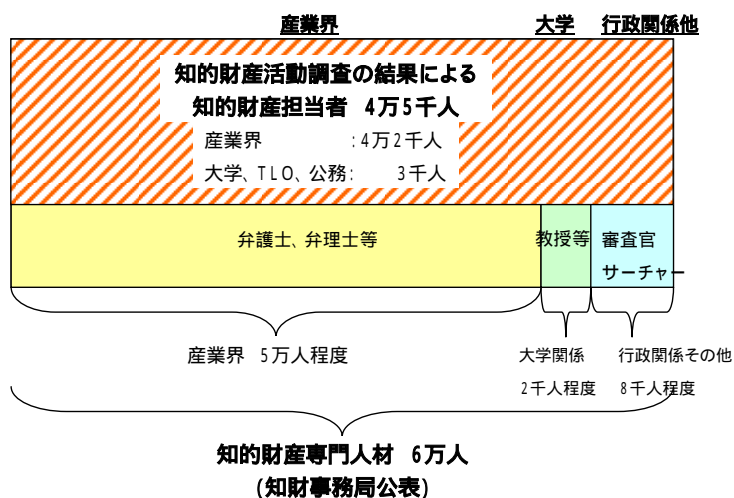 産業界 大学 行政関係他
知的財産活動調査の結果による
知的財産担当者 4万5千人
産業界 :4万2千人
大学、TLO、公務: 3千人
弁護士、弁理士等 教授等 審査官
サーチャー
産業界 5万人程度 大学関係 行政関係その他
2千人程度 8千人程度
知的財産専門人材 6万人
(知財事務局公表)